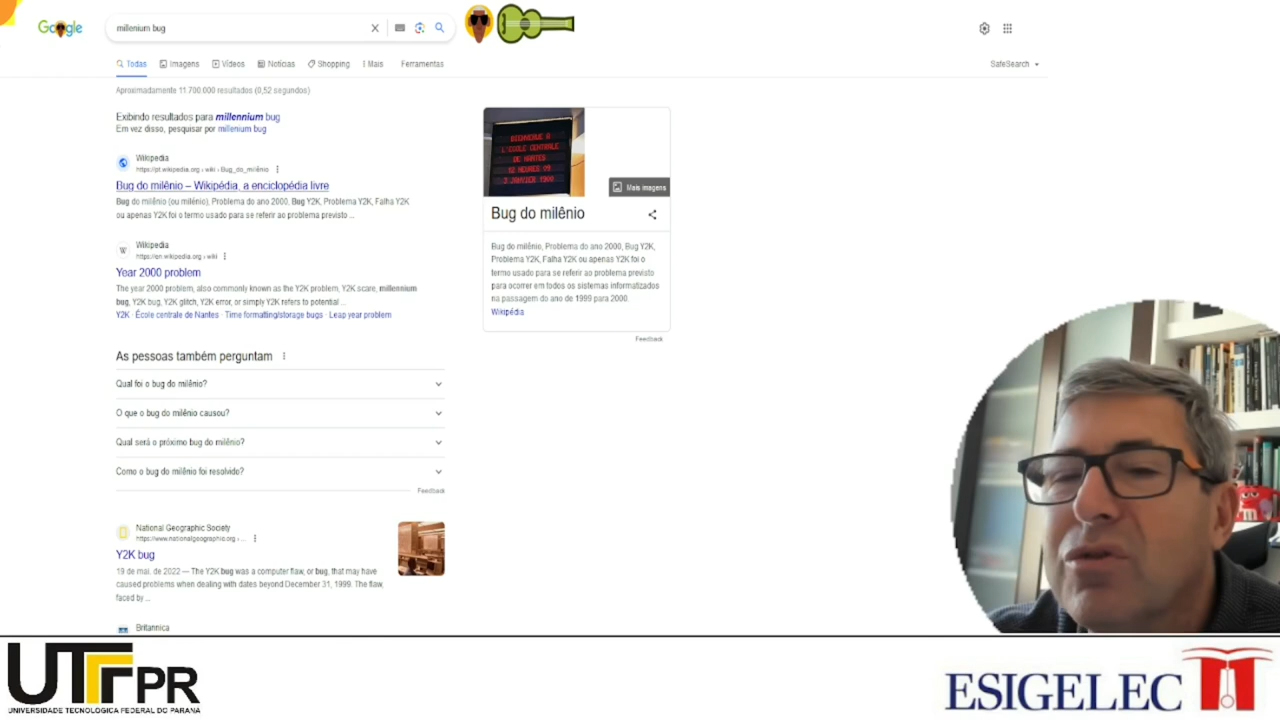 Google
millenium bug
Todas
Imagens
Vídeos
Notícias
Shopping
Mais
Ferramentas
SafeSearch
Aproximadamente 11.700.000 resultados (0,52 segundos)
Exibindo resultados para millennium bug
Em vez disso, pesquisar por millenium bug
Wikipedia
https://pt.wikipedia.org › wiki › Bug_do_milênio
Bug do milênio – Wikipédia, a enciclopédia livre
Bug do milênio (ou milénio), Problema do ano 2000, Bug Y2K, Problema Y2K, Falha Y2K
ou apenas Y2K foi o termo usado para se referir ao problema previsto ...
Wikipedia
https://en.wikipedia.org › wiki
Year 2000 problem
The year 2000 problem, also commonly known as the Y2K problem, Y2K scare, millennium
bug, Y2K bug, Y2K glitch, Y2K error, or simply Y2K refers to potential ...
Y2K · École centrale de Nantes · Time formatting/storage bugs · Leap year problem
As pessoas também perguntam
Qual foi o bug do milênio?
O que o bug do milênio causou?
Qual será o próximo bug do milênio?
Como o bug do milênio foi resolvido?
Feedback
National Geographic Society
https://www.nationalgeographic.org › ...
Y2K bug
19 de mai. de 2022 — The Y2K bug was a computer flaw, or bug, that may have
caused problems when dealing with dates beyond December 31, 1999. The flaw,
faced by ...
Britannica
BIENVENUE A
L'ECOLE CENTRALE
DE NANTES
12 HEURES 09
3 JANVIER 1900
Mais imagens
Bug do milênio
Bug do milênio, Problema do ano 2000, Bug Y2K,
Problema Y2K, Falha Y2K ou apenas Y2K foi o
termo usado para se referir ao problema previsto
para ocorrer em todos os sistemas informatizados
na passagem do ano de 1999 para 2000.
Wikipédia
Feedback
UTFPR
UNIVERSIDADE TECNOLÓGICA FEDERAL DO PARANÁ
ESIGELEC